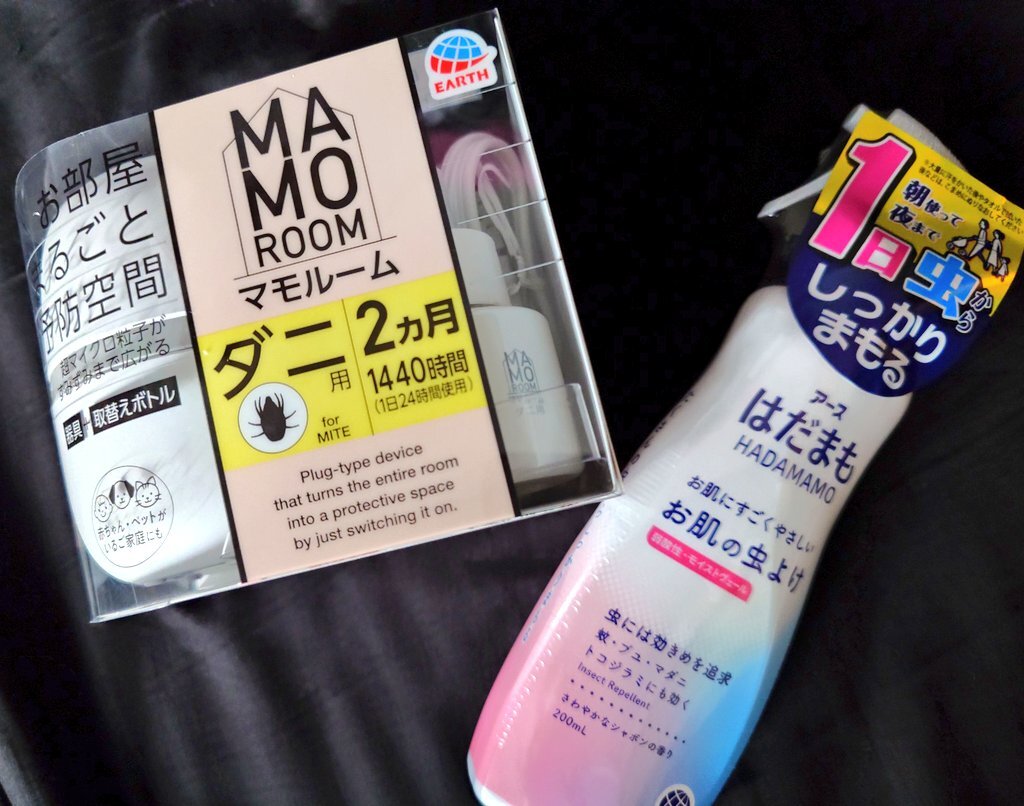 お部屋
まるごと
予防空間
超マイクロ粒子が
すみずみまで広がる
器具+取替えボトル
赤ちゃん・ペットが
いるご家庭にも
MA
MO
ROOM
マモルーム
ダニ用
for
MITE
2ヵ月
1440時間
(1日24時間使用)
Plug-type device
that turns the entire room
into a protective space
by just switching it on.
EARTH
MA
MO
ROOM
ダニ用
朝使って
夜まで
1日虫から
しっかり
まもる
アース
はだまも
HADAMAMO
お肌にすごくやさしい
お肌の虫よけ
弱酸性・モイストヴェール
虫には効きめを追求
蚊・ブユ・マダニ
トコジラミにも効く
Insect Repellent
さわやかなシャボンの香り
200mL